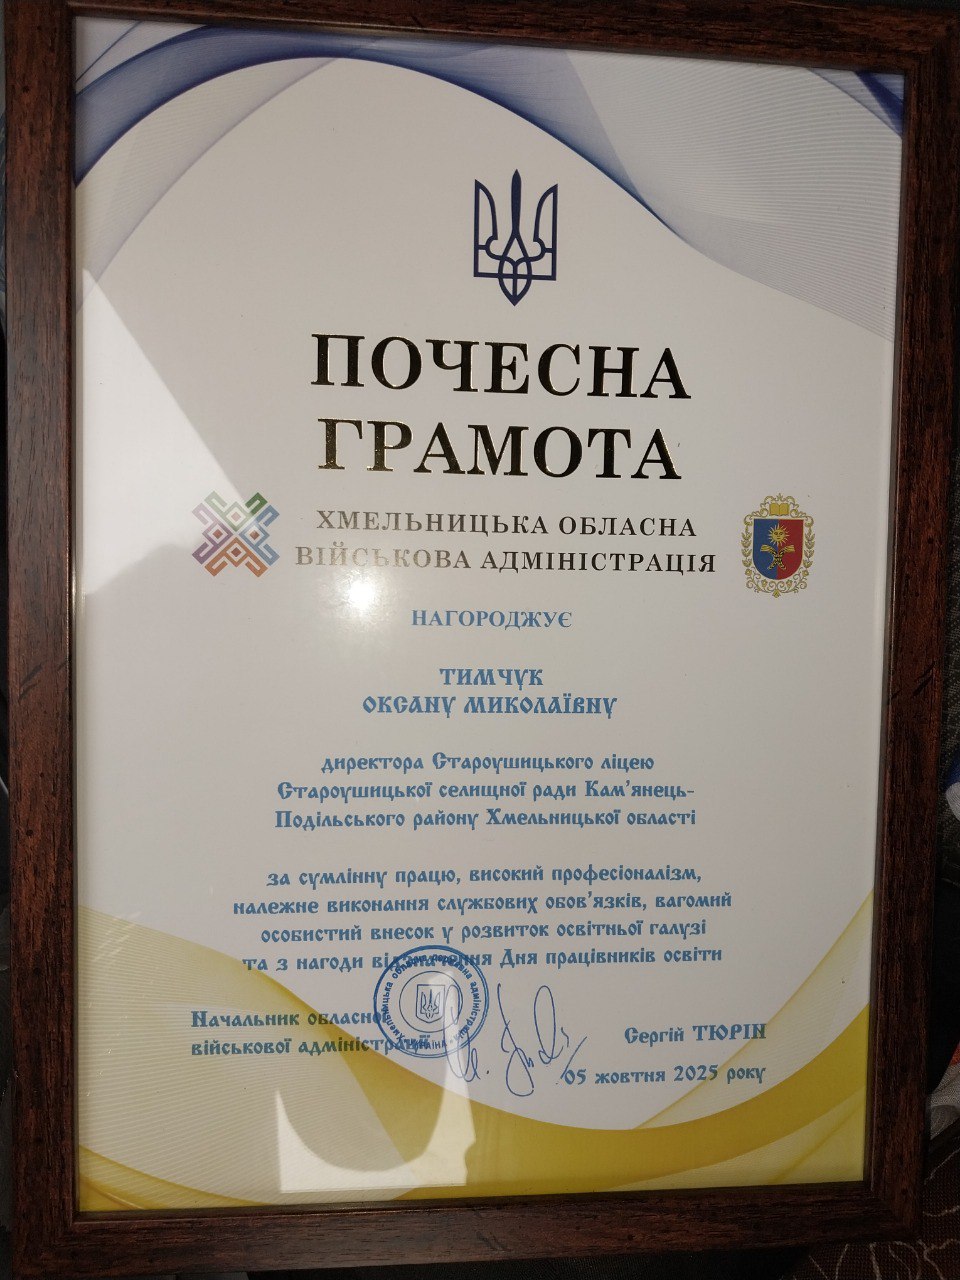 ПОЧЕСНА
ГРАМОТА
ХМЕЛЬНИЦЬКА ОБЛАСНА
ВІЙСЬКОВА АДМІНІСТРАЦІЯ
НАГОРОДЖУЄ
ТИМЧУК
ОКСАНУ МИКОЛАЇВНУ
директора Староушицького ліцею
Староушицької селищної ради Кам'янець-
Подільського району Хмельницької області
за сумлінну працю, високий професіоналізм,
належне виконання службових обов'язків, вагомий
особистий внесок у розвиток освітньої галузі
та з нагоди відзначення Дня працівників освіти
Начальник обласної
військової адміністрації
Сергій ТЮРІН
05 жовтня 2025 року